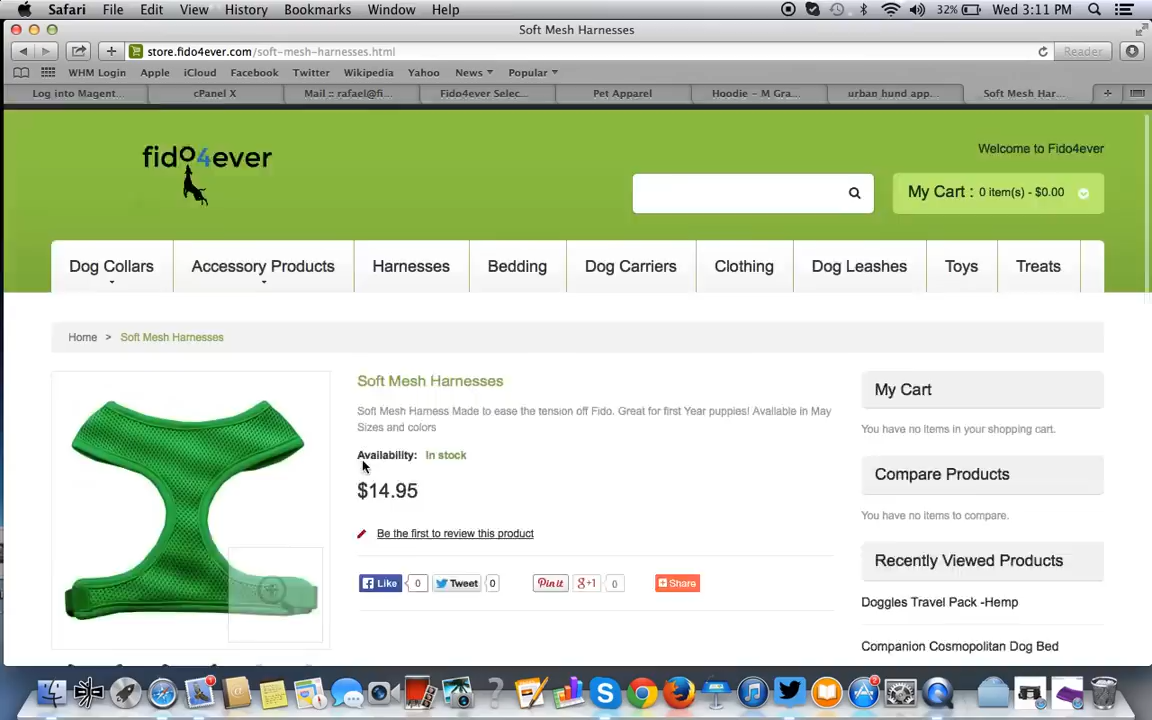 Safari File Edit View History Bookmarks Window Help 32% Wed 3:11 PM
Soft Mesh Harnesses
store.fido4ever.com/soft-mesh-harnesses.html Reader
WHM Login Apple iCloud Facebook Twitter Wikipedia Yahoo News Popular
Log into Magent... cPanel X Mail :: rafael@fi... Fido4ever Selec... Pet Apparel Hoodie – M Gra... urban hund app... Soft Mesh Har...
fido4ever
Welcome to Fido4ever
My Cart : 0 item(s) - $0.00
Dog Collars Accessory Products Harnesses Bedding Dog Carriers Clothing Dog Leashes Toys Treats
Home > Soft Mesh Harnesses
Soft Mesh Harnesses
Soft Mesh Harness Made to ease the tension off Fido. Great for first Year puppies! Available in May
Sizes and colors
Availability: In stock
$14.95
Be the first to review this product
Like 0 Tweet 0 Pin it g+1 0 Share
My Cart
You have no items in your shopping cart.
Compare Products
You have no items to compare.
Recently Viewed Products
Doggles Travel Pack -Hemp
Companion Cosmopolitan Dog Bed